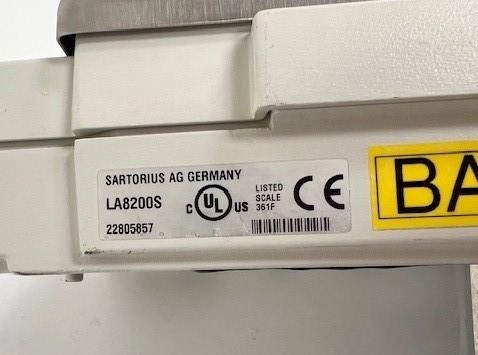 SARTORIUS AG GERMANY
LA8200S
22805857
C UL US
LISTED
SCALE
361F
CE
BA